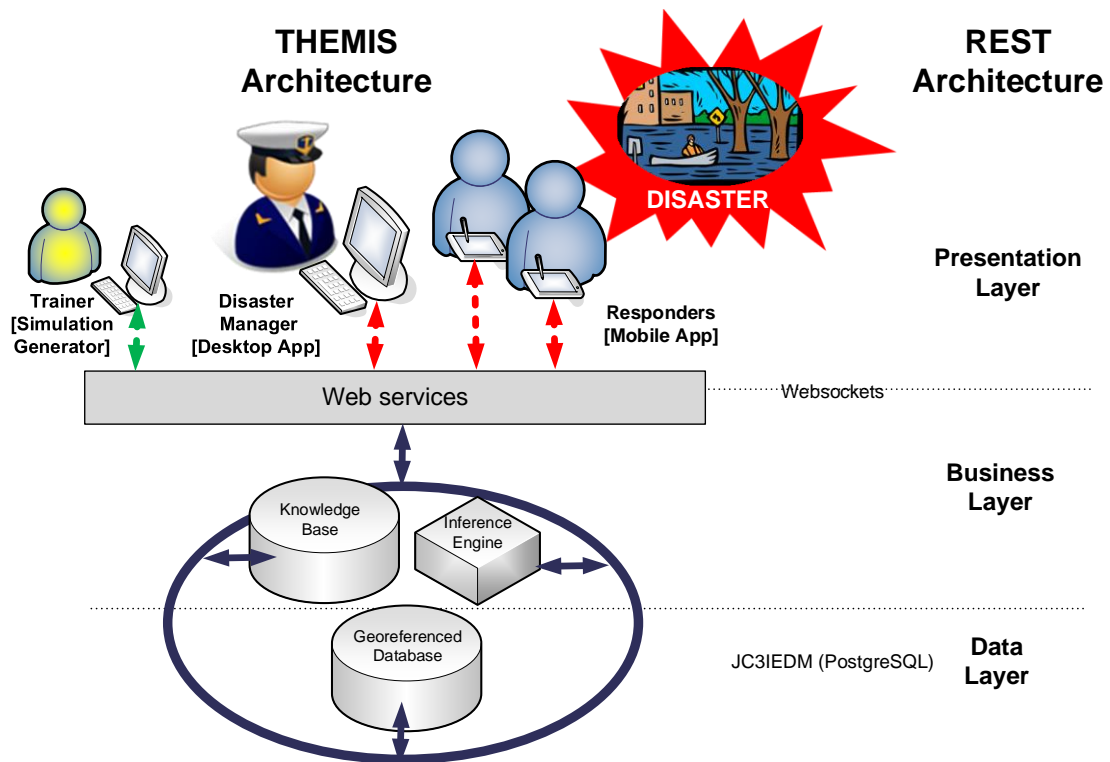 THEMIS
Architecture
REST
Architecture
DISASTER
Trainer
[Simulation
Generator]
Disaster
Manager
[Desktop App]
Responders
[Mobile App]
Presentation
Layer
Web services
Websockets
Business
Layer
Knowledge
Base
Inference
Engine
Georeferenced
Database
JC3IEDM (PostgreSQL)
Data
Layer